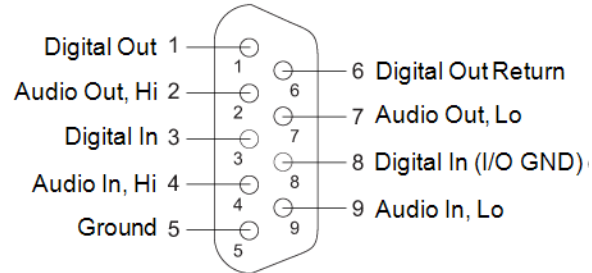 Digital Out 1
1
Audio Out, Hi 2
2
Digital In 3
3
Audio In, Hi 4
4
Ground 5
5
6 Digital Out Return
6
7 Audio Out, Lo
7
8 Digital In (I/O GND)
8
9 Audio In, Lo
9